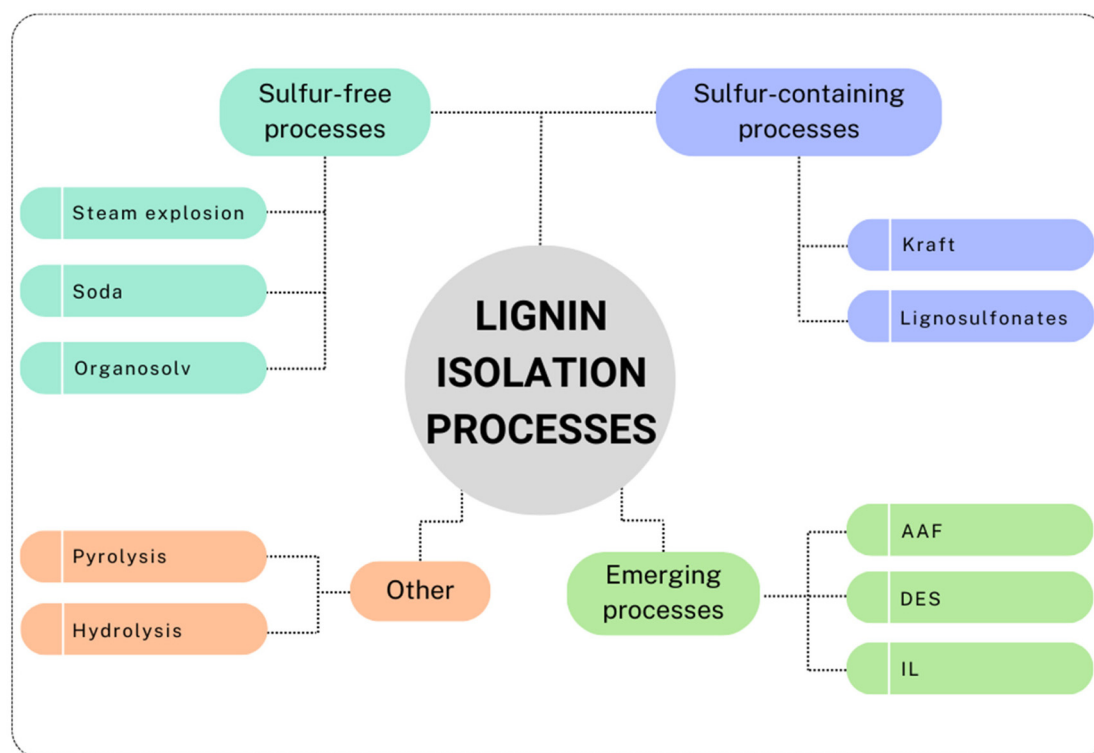 Sulfur-free
processes
Steam explosion
Soda
Organosolv
Sulfur-containing
processes
Kraft
Lignosulfonates
LIGNIN
ISOLATION
PROCESSES
Other
Pyrolysis
Hydrolysis
Emerging
processes
AAF
DES
IL